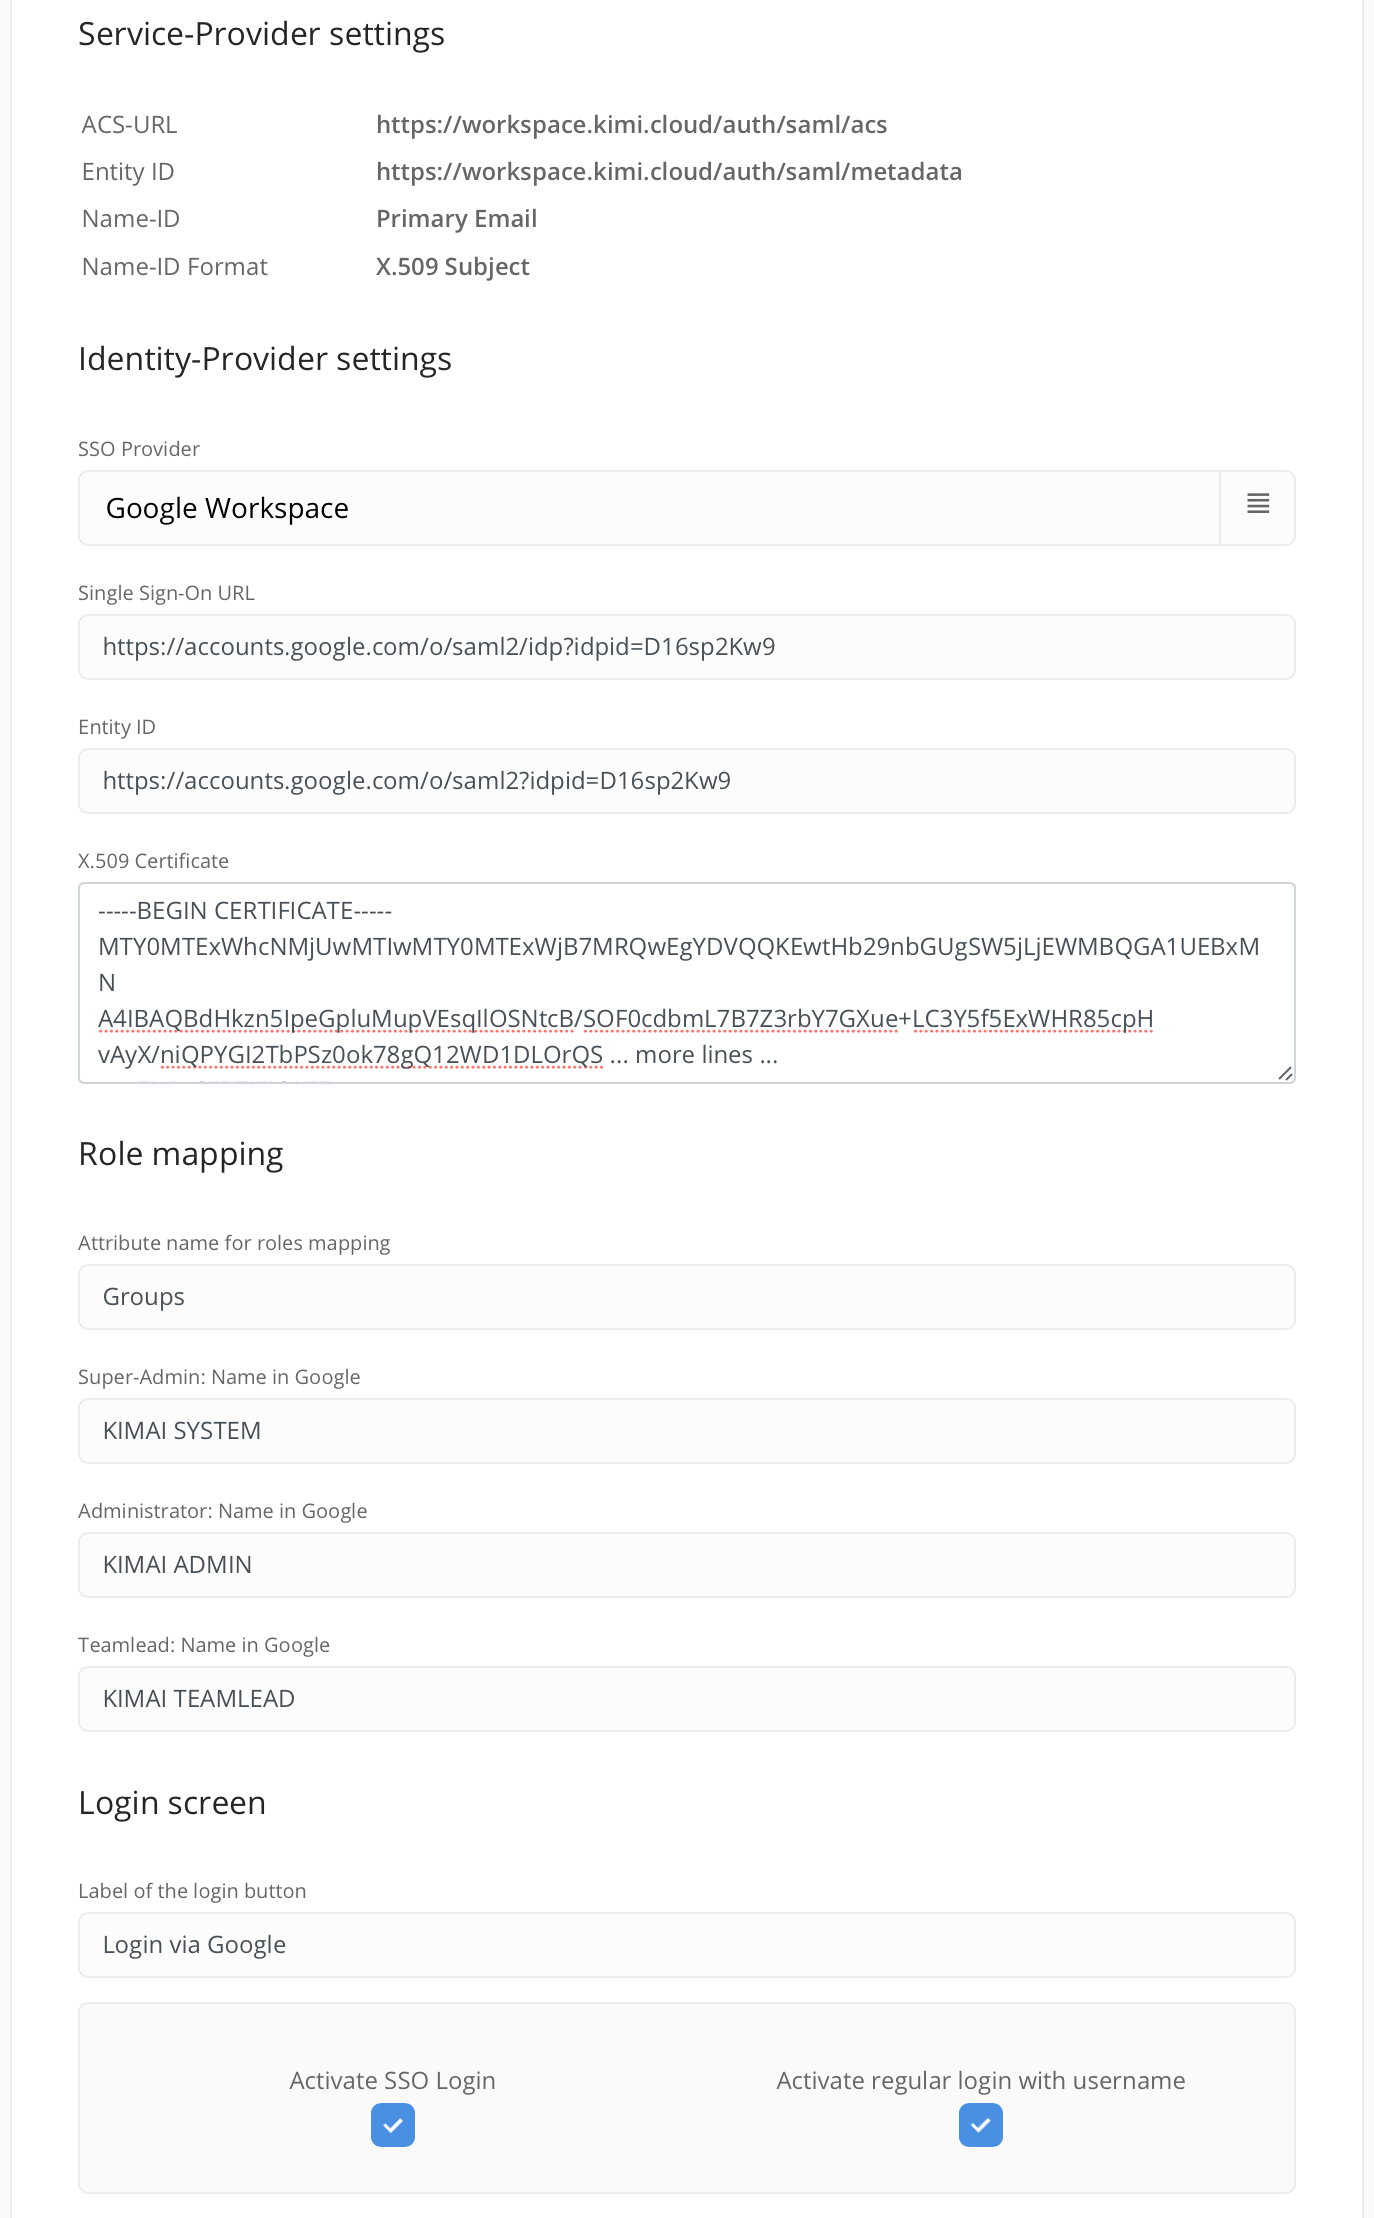 Service-Provider settings
ACS-URL https://workspace.kimi.cloud/auth/saml/acs
Entity ID https://workspace.kimi.cloud/auth/saml/metadata
Name-ID Primary Email
Name-ID Format X.509 Subject
Identity-Provider settings
SSO Provider
Google Workspace
Single Sign-On URL
https://accounts.google.com/o/saml2/idp?idpid=D16sp2Kw9
Entity ID
https://accounts.google.com/o/saml2?idpid=D16sp2Kw9
X.509 Certificate
-----BEGIN CERTIFICATE-----
MTY0MTExWhcNMjUwMTIwMTY0MTExWjB7MRQwEgYDVQQKEwtHb29nbGUgSW5jLjEWMBQGA1UEBxM
N
A4IBAQBdHkzn5IpeGpluMupVEsqIlOSNtcB/SOF0cdbmL7B7Z3rbY7GXue+LC3Y5f5ExWHR85cpH
vAyX/niQPYGI2TbPSz0ok78gQ12WD1DLOrQS ... more lines ...
Role mapping
Attribute name for roles mapping
Groups
Super-Admin: Name in Google
KIMAI SYSTEM
Administrator: Name in Google
KIMAI ADMIN
Teamlead: Name in Google
KIMAI TEAMLEAD
Login screen
Label of the login button
Login via Google
Activate SSO Login Activate regular login with username